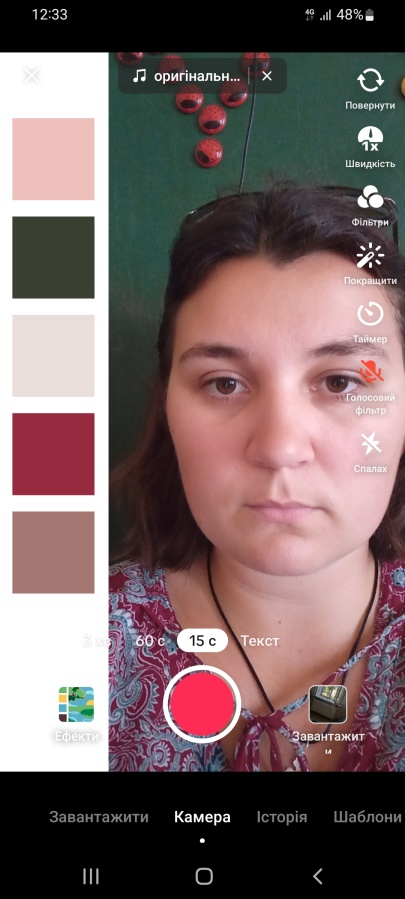 12:33
4G
48%
оригінальн...
Повернути
1x
Швидкість
Фільтри
Покращити
Таймер
Голосовий
фільтр
Спалах
60 с
15 с
Текст
Ефекти
Завантажит
и
Завантажити
Камера
Історія
Шаблони